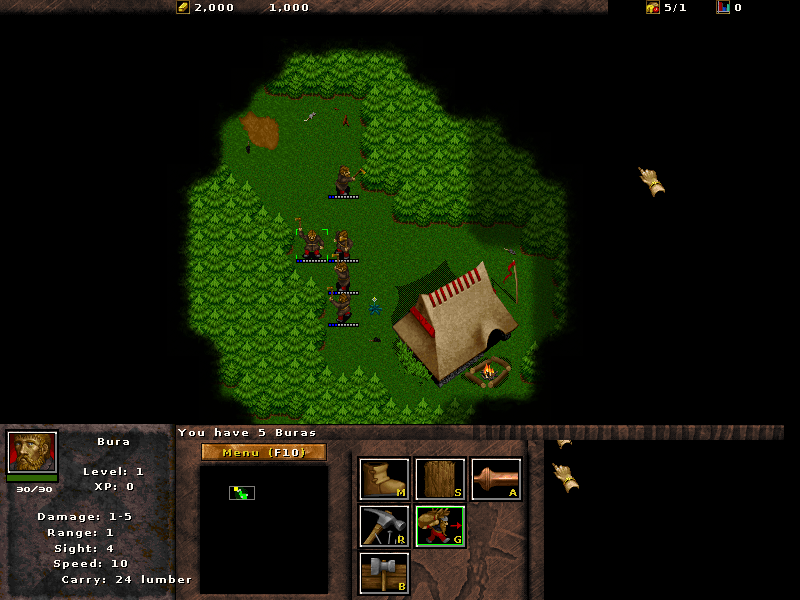 2,000 1,000 5/1 0
You have 5 Buras
Menu (F10)
Bura
30/30
Level: 1
XP: 0
Damage: 1-5
Range: 1
Sight: 4
Speed: 10
Carry: 24 lumber
M S A
R G
B